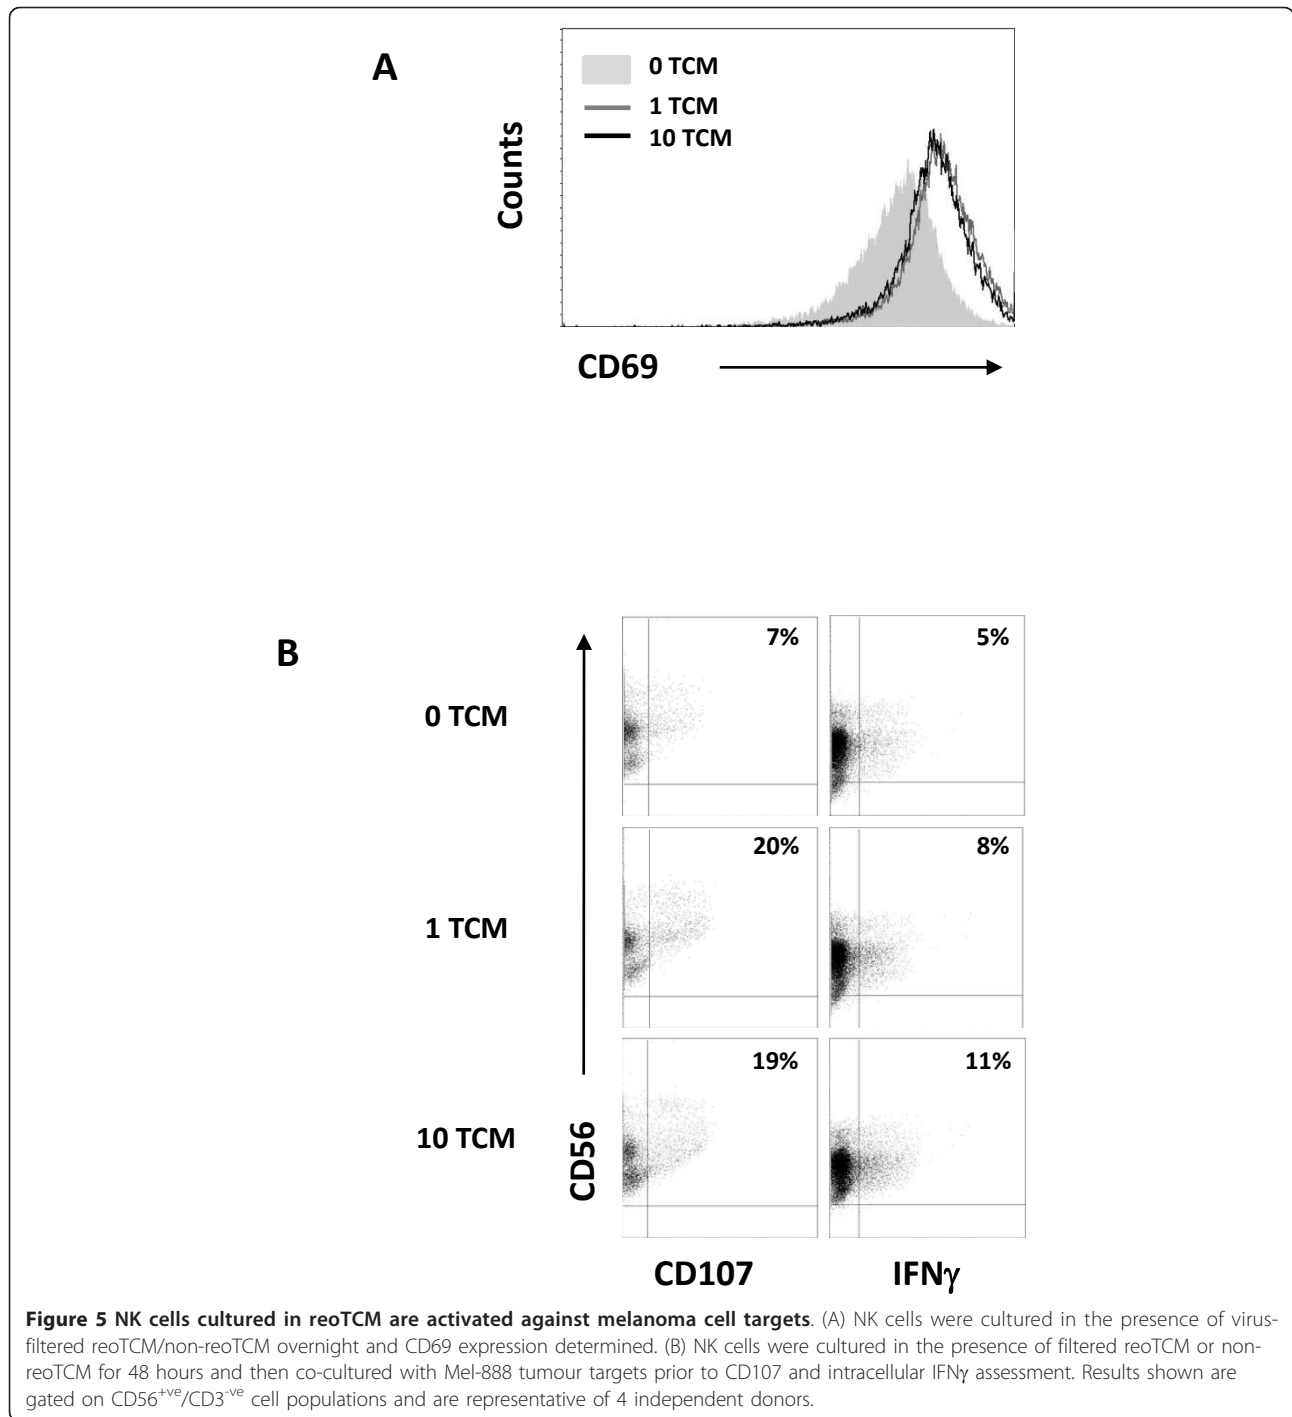 A
0 TCM
1 TCM
10 TCM
Counts
CD69
B
7%
5%
0 TCM
20%
8%
1 TCM
19%
11%
10 TCM
CD56
CD107
IFNγ
Figure 5 NK cells cultured in reoTCM are activated against melanoma cell targets. (A) NK cells were cultured in the presence of virus-
filtered reoTCM/non-reoTCM overnight and CD69 expression determined. (B) NK cells were cultured in the presence of filtered reoTCM or non-
reoTCM for 48 hours and then co-cultured with Mel-888 tumour targets prior to CD107 and intracellular IFNγ assessment. Results shown are
gated on CD56+ve/CD3-ve cell populations and are representative of 4 independent donors.